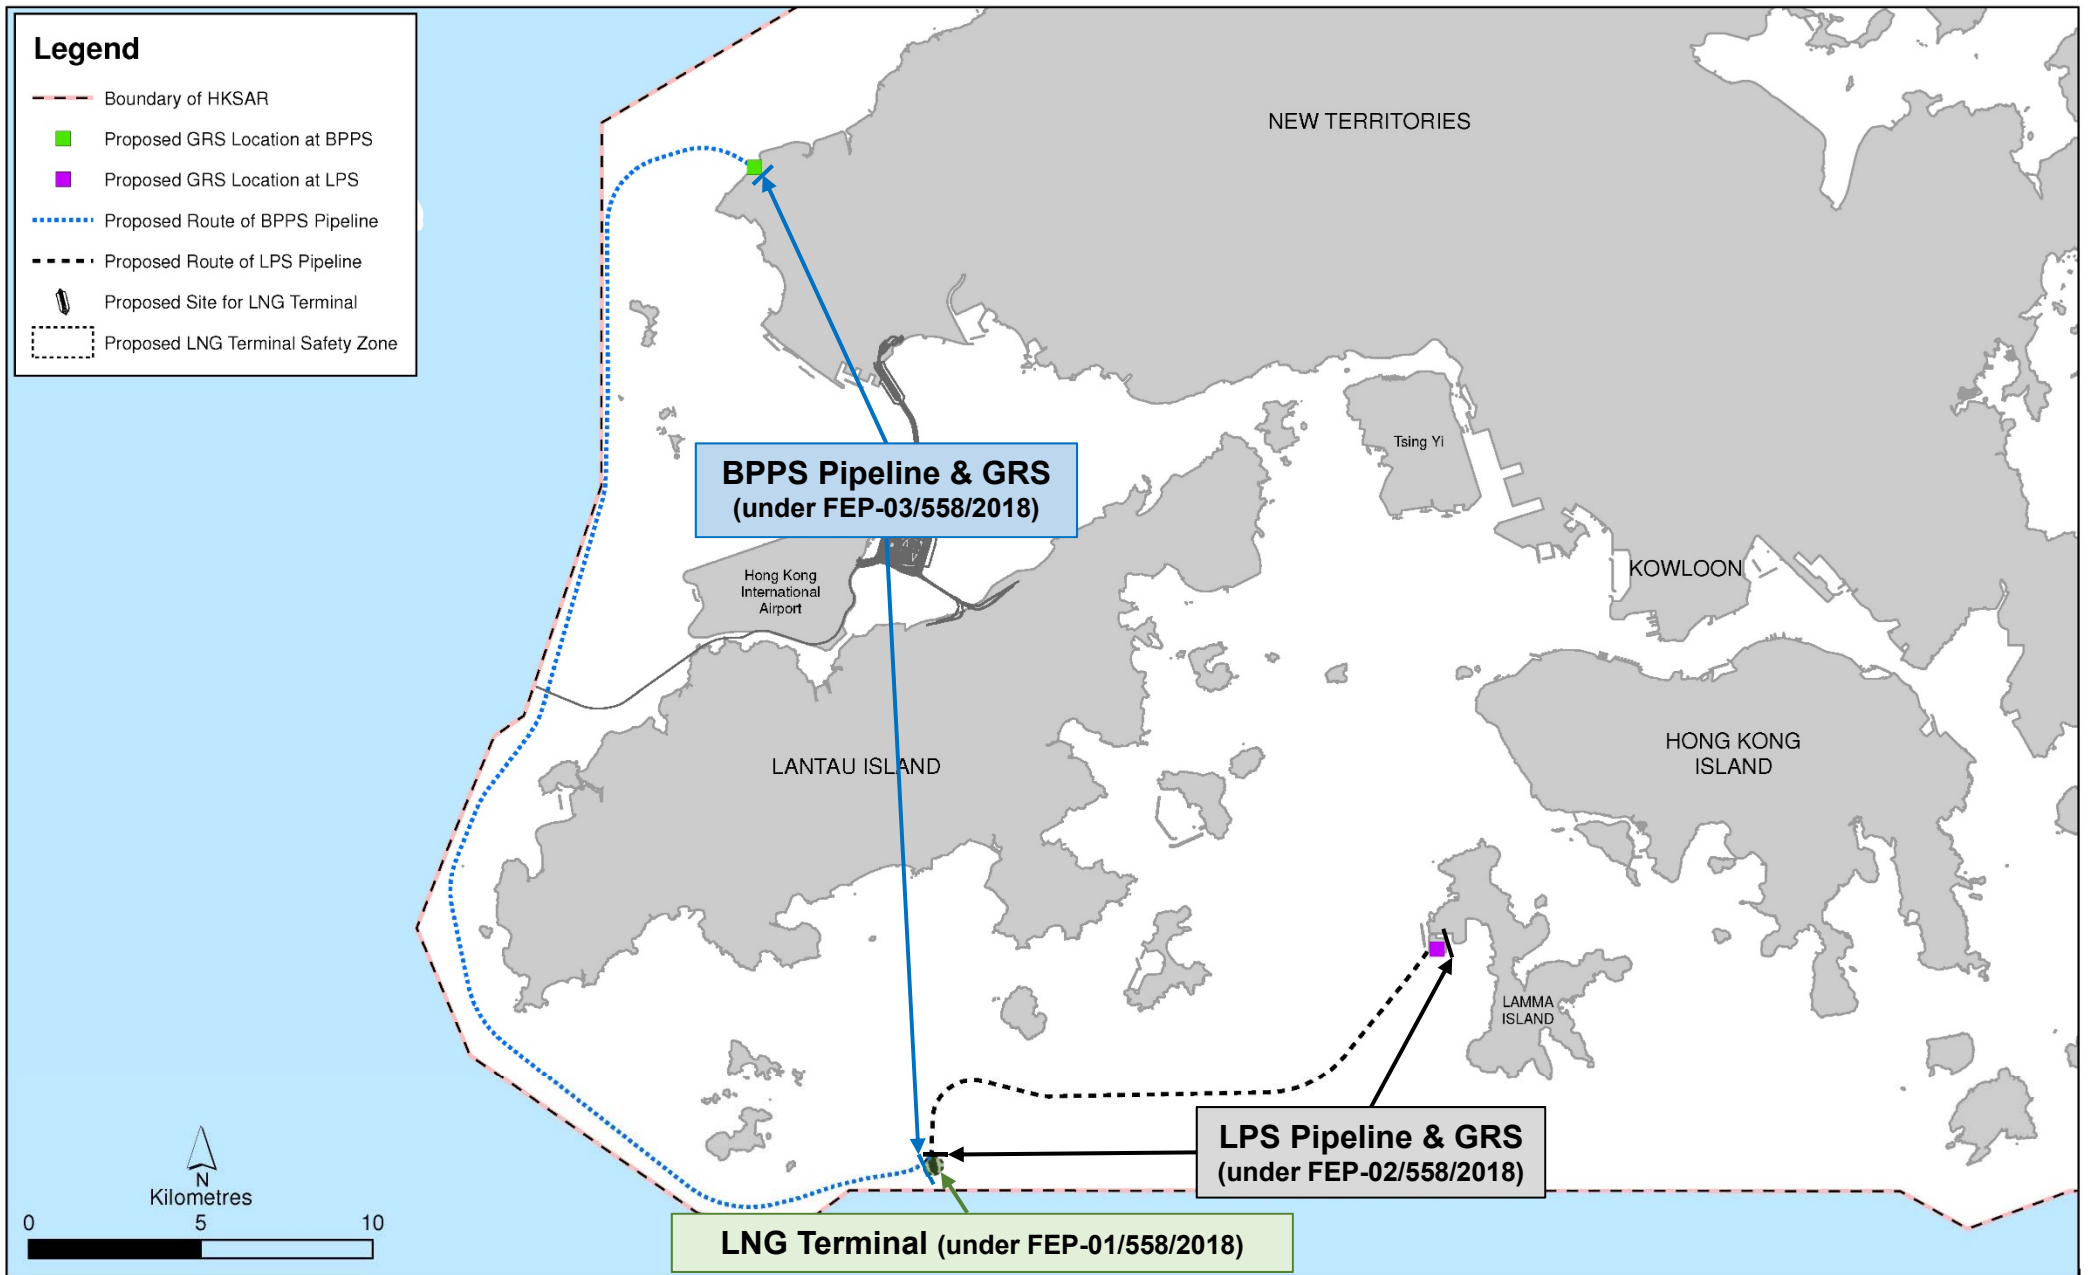 Legend
Boundary of HKSAR
Proposed GRS Location at BPPS
Proposed GRS Location at LPS
Proposed Route of BPPS Pipeline
Proposed Route of LPS Pipeline
Proposed Site for LNG Terminal
Proposed LNG Terminal Safety Zone
NEW TERRITORIES
Tsing Yi
BPPS Pipeline & GRS
(under FEP-03/558/2018)
Hong Kong
International
Airport
KOWLOON
LANTAU ISLAND
HONG KONG
ISLAND
LAMMA
ISLAND
LPS Pipeline & GRS
(under FEP-02/558/2018)
N
Kilometres
0 5 10
LNG Terminal (under FEP-01/558/2018)